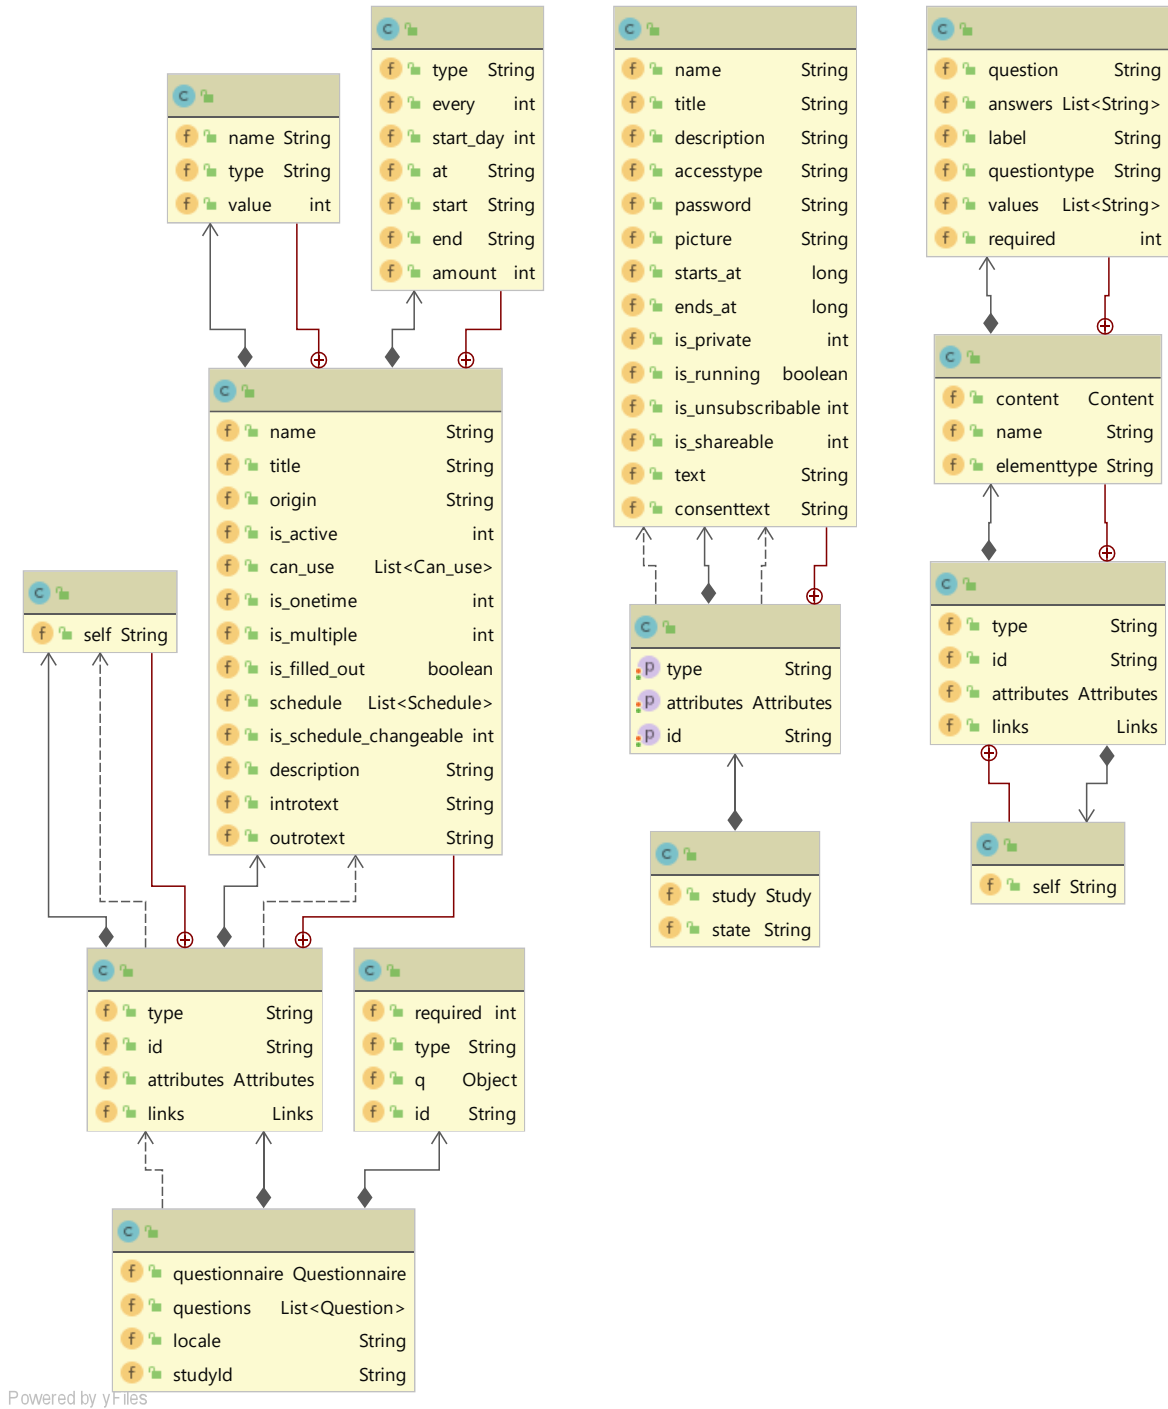 name String
type String
value int
type String
every int
start_day int
at String
start String
end String
amount int
name String
title String
origin String
is_active int
can_use List<Can_use>
is_onetime int
is_multiple int
is_filled_out boolean
schedule List<Schedule>
is_schedule_changeable int
description String
introtext String
outrotext String
self String
type String
id String
attributes Attributes
links Links
required int
type String
q Object
id String
questionnaire Questionnaire
questions List<Question>
locale String
studyId String
name String
title String
description String
accesstype String
password String
picture String
starts_at long
ends_at long
is_private int
is_running boolean
is_unsubscribable int
is_shareable int
text String
consenttext String
type String
attributes Attributes
id String
study Study
state String
question String
answers List<String>
label String
questiontype String
values List<String>
required int
content Content
name String
elementtype String
type String
id String
attributes Attributes
links Links
self String
Powered by yFiles